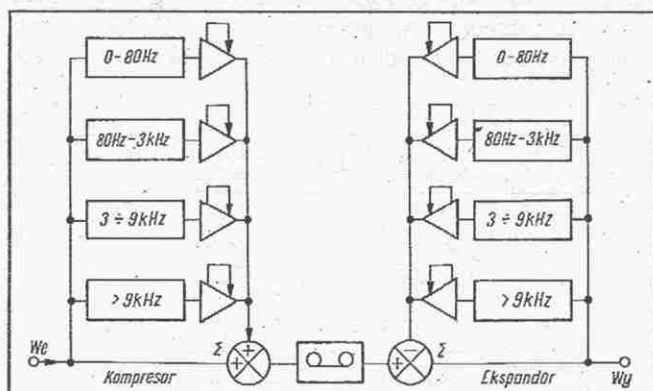 0-80Hz
0-80Hz
80Hz-3kHz
80Hz-3kHz
3 ÷ 9kHz
3 ÷ 9kHz
>9kHz
>9kHz
We
Σ
+
+
−
+
Σ
Kompresor
Ekspandor
Wy